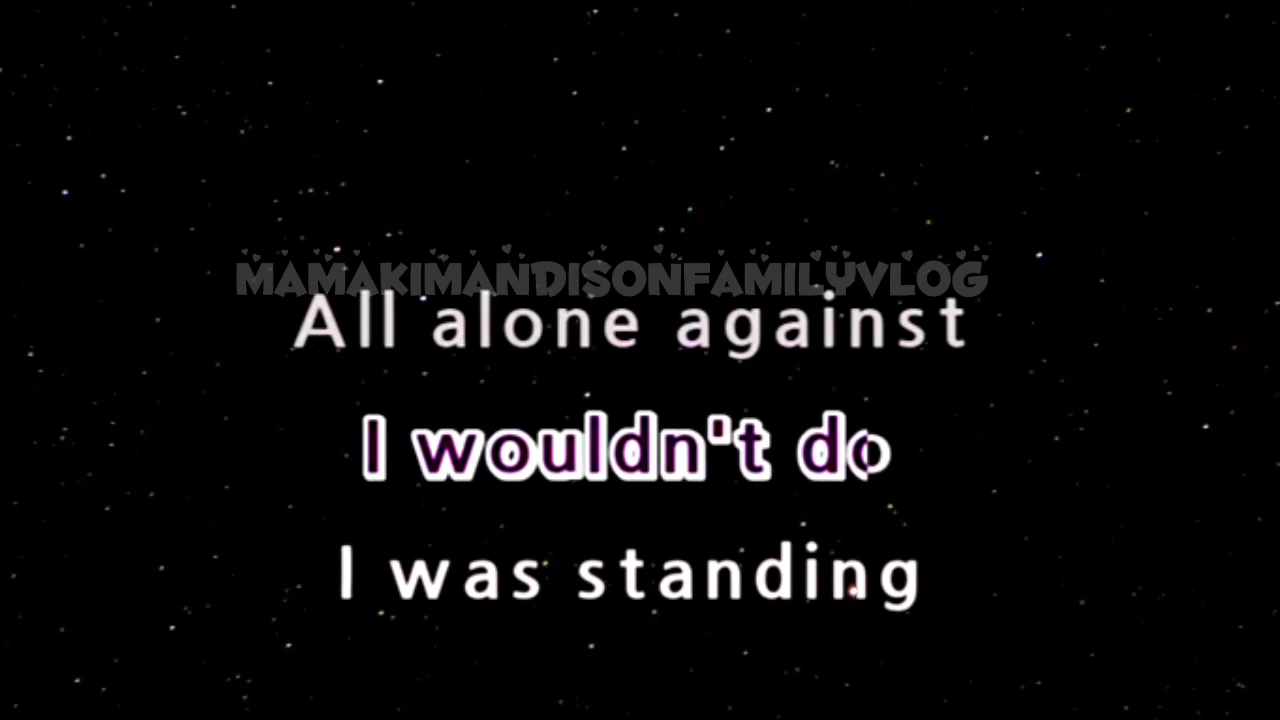 MAMAKIMANDISONFAMILYVLOG
All alone against
I wouldn't do
I was standing